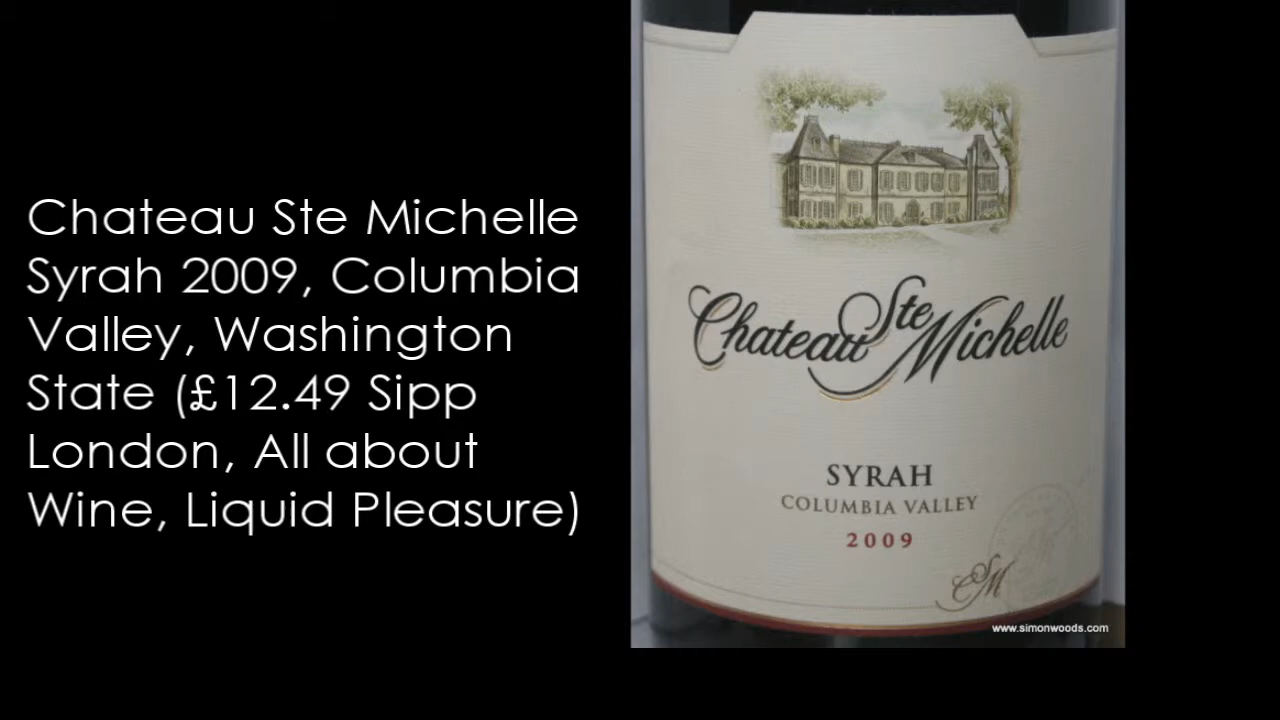 Chateau Ste Michelle
Syrah 2009, Columbia
Valley, Washington
State (£12.49 Sipp
London, All about
Wine, Liquid Pleasure)
Chateau Ste Michelle
SYRAH
COLUMBIA VALLEY
2009
CSM
www.simonwoods.com